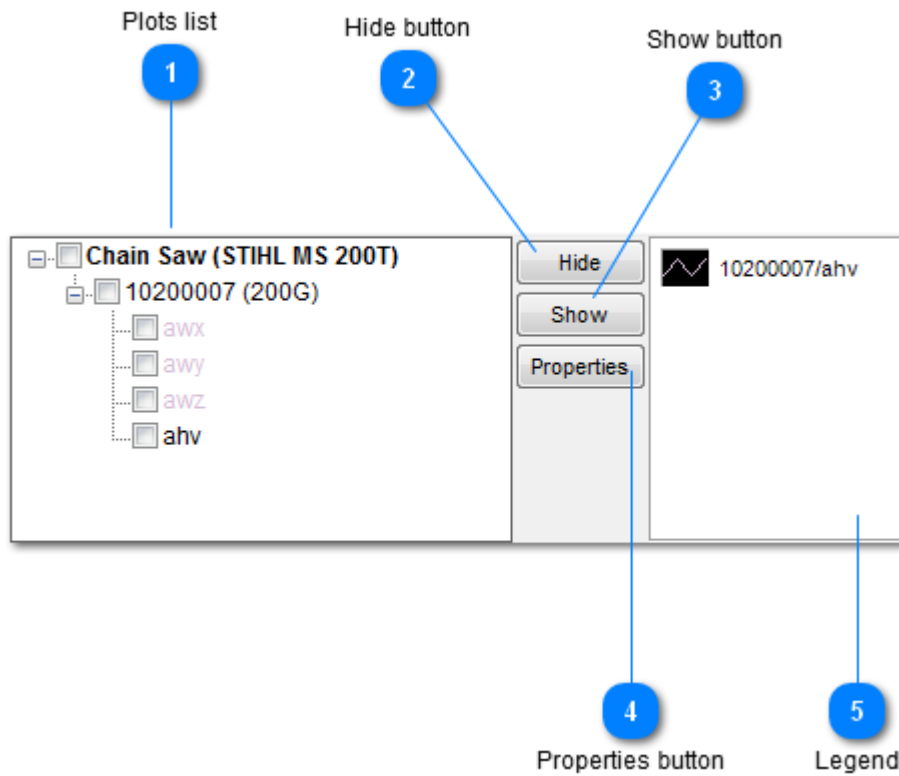 Plots list
Hide button
Show button
1
2
3
Chain Saw (STIHL MS 200T)
10200007 (200G)
awx
awy
awz
ahv
Hide
Show
Properties
10200007/ahv
4
5
Properties button
Legend